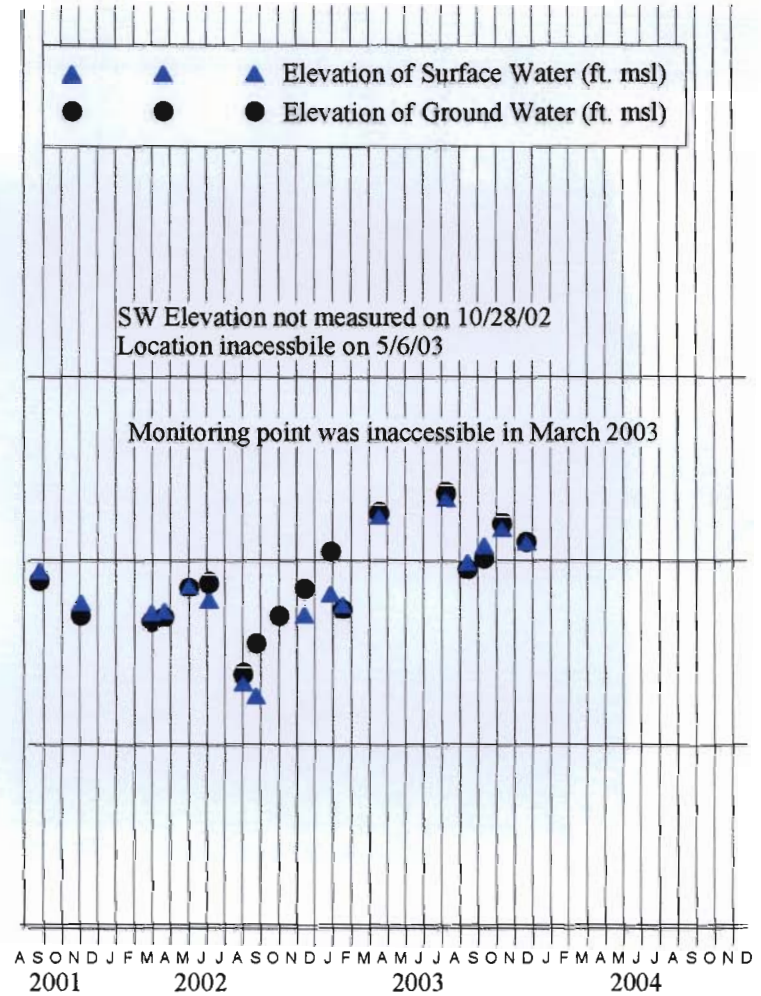 Elevation of Surface Water (ft. msl)
Elevation of Ground Water (ft. msl)
SW Elevation not measured on 10/28/02
Location inacessbile on 5/6/03
Monitoring point was inaccessible in March 2003
A S O N D J F M A M J J A S O N D J F M A M J J A S O N D J F M A M J J A S O N D
2001 2002 2003 2004